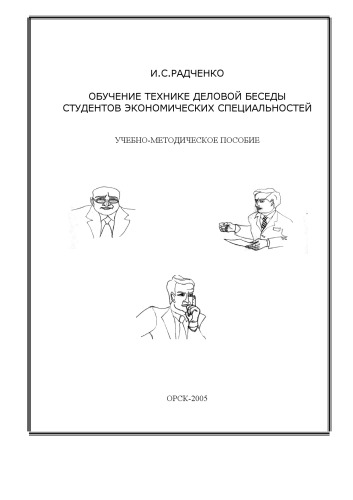 И.С.РАДЧЕНКО
ОБУЧЕНИЕ ТЕХНИКЕ ДЕЛОВОЙ БЕСЕДЫ
СТУДЕНТОВ ЭКОНОМИЧЕСКИХ СПЕЦИАЛЬНОСТЕЙ
УЧЕБНО-МЕТОДИЧЕСКОЕ ПОСОБИЕ
ОРСК-2005